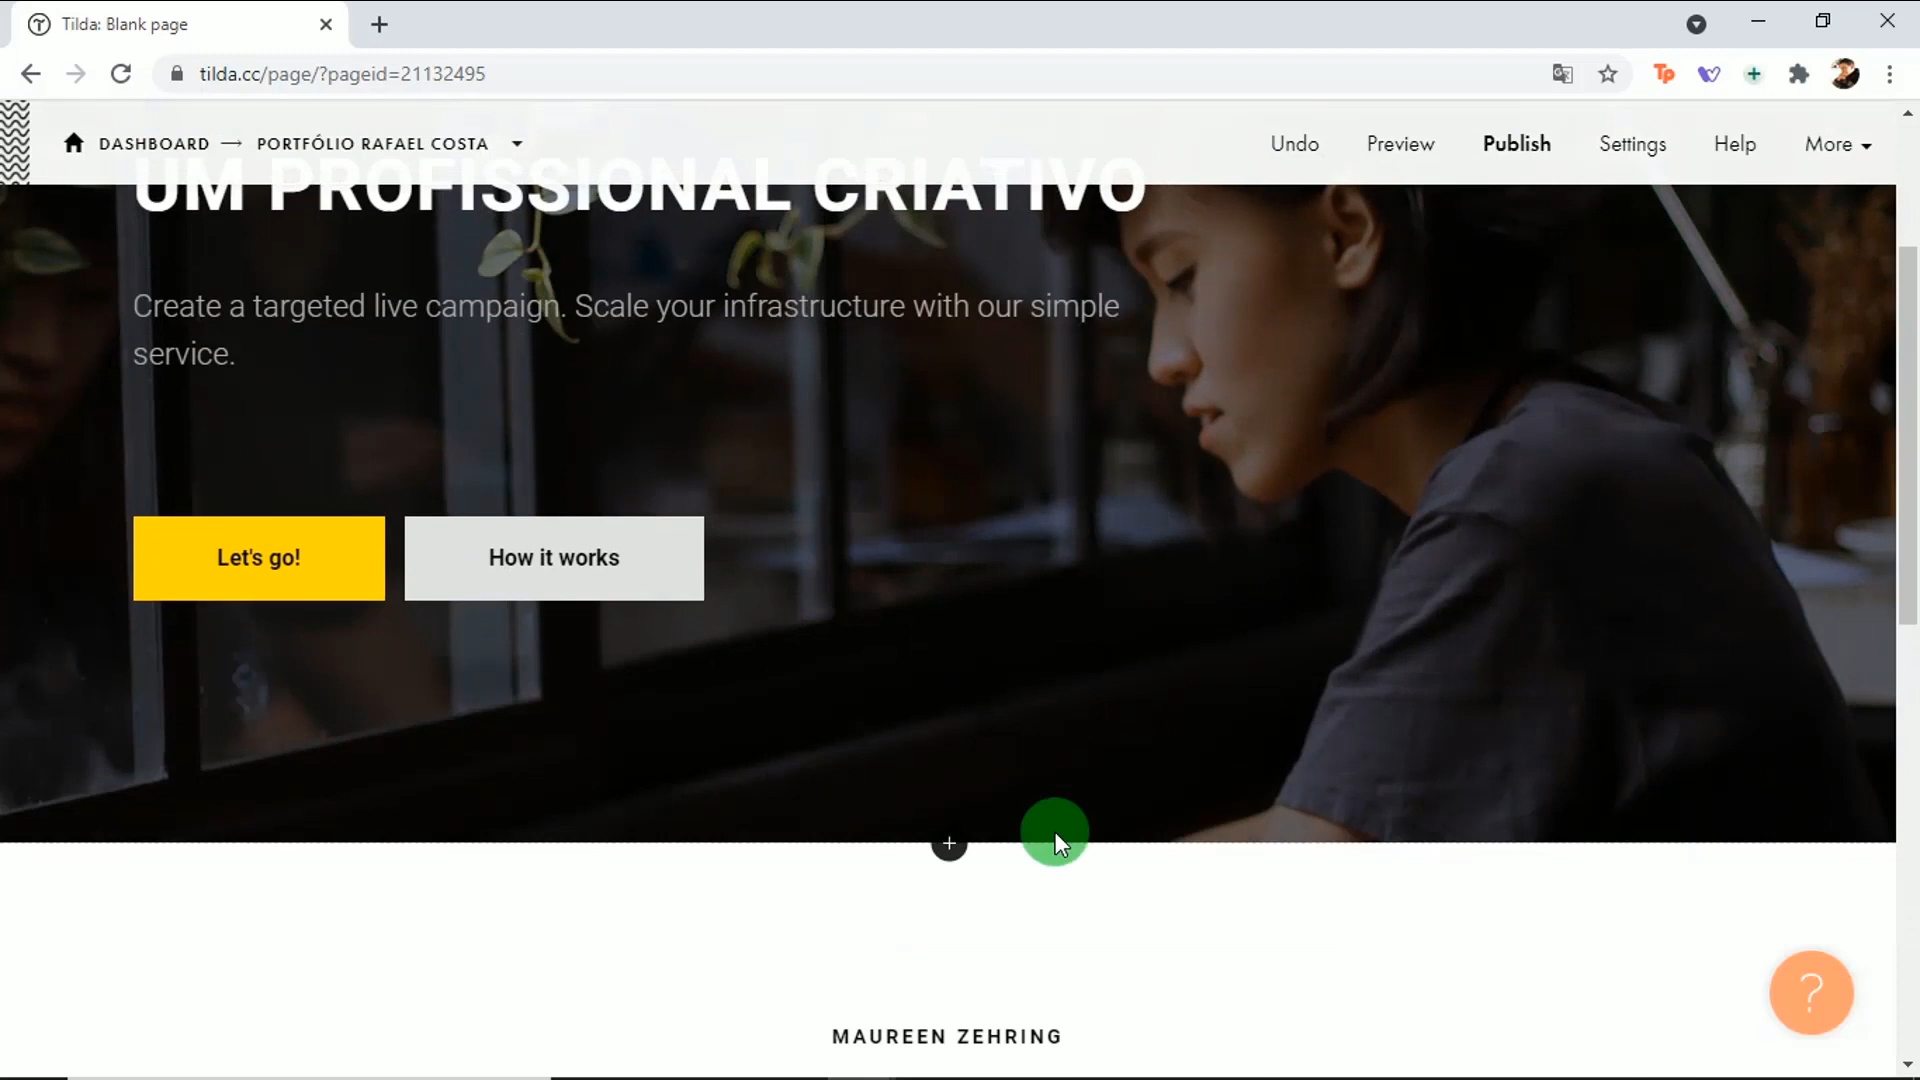 Tilda: Blank page
tilda.cc/page/?pageid=21132495
DASHBOARD → PORTFÓLIO RAFAEL COSTA
Undo
Preview
Publish
Settings
Help
More
UM PROFISSIONAL CRIATIVO
Create a targeted live campaign. Scale your infrastructure with our simple
service.
Let's go!
How it works
+
?
MAUREEN ZEHRING